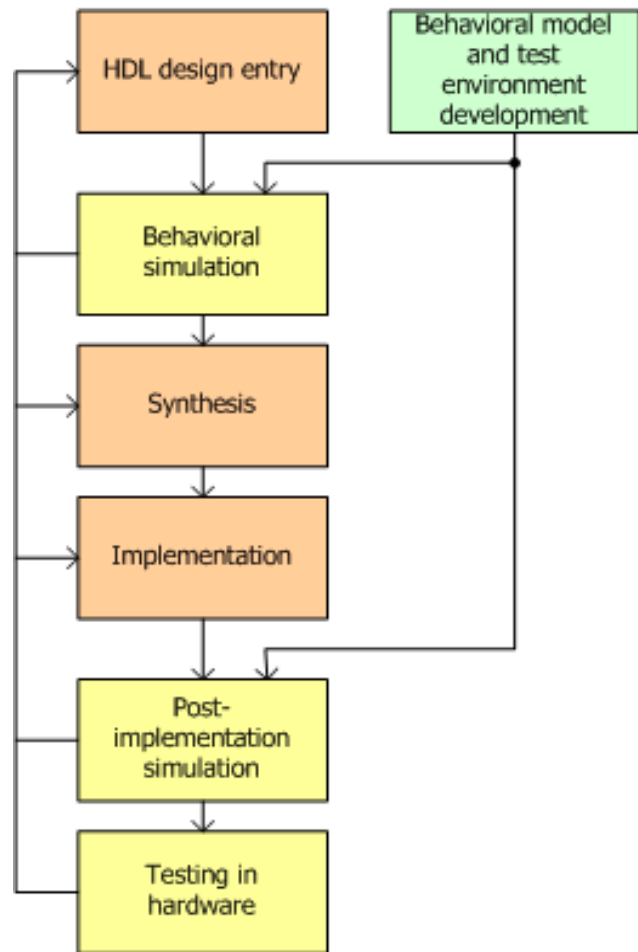 HDL design entry
Behavioral model
and test
environment
development
Behavioral
simulation
Synthesis
Implementation
Post-
implementation
simulation
Testing in
hardware